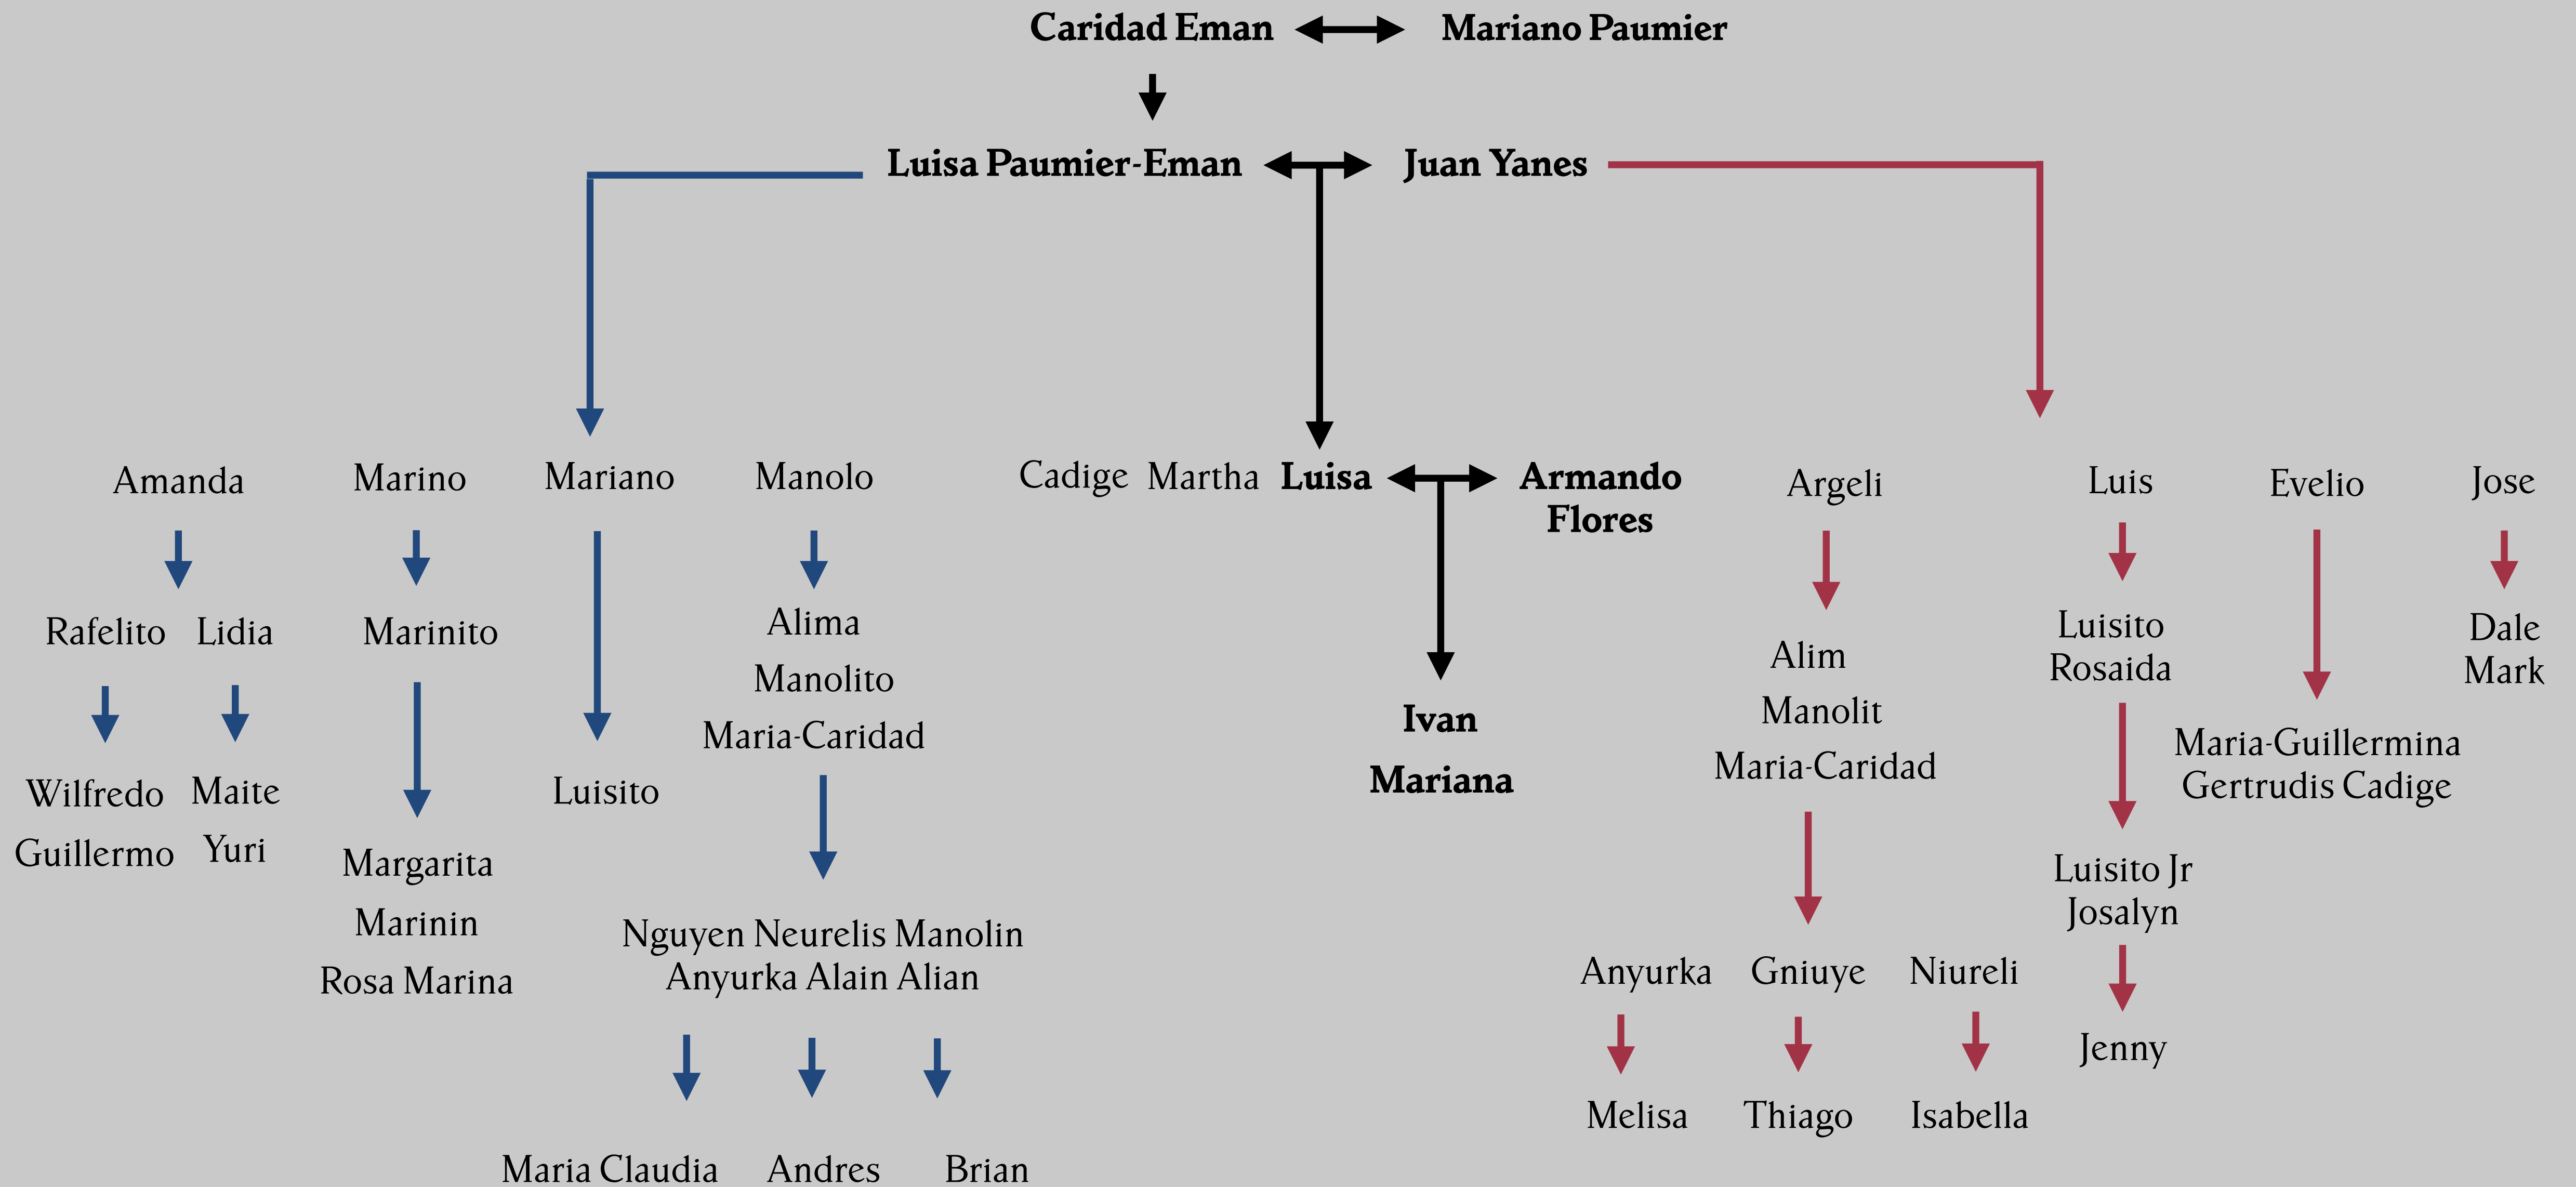 Caridad Eman Mariano Paumier
Luisa Paumier-Eman Juan Yanes
Amanda Marino Mariano Manolo Cadige Martha Luisa Armando Argeli Luis Evelio Jose
Flores
Rafelito Lidia Marinito
Alima
Manolito
Maria-Caridad
Alim
Manolit
Maria-Caridad
Luisito
Rosaida
Dale
Mark
Ivan
Mariana
Maria-Guillermina
Gertrudis Cadige
Wilfredo
Guillermo
Maite
Yuri
Margarita
Marinin
Rosa Marina
Luisito
Nguyen Neurelis Manolin
Anyurka Alain Alian
Luisito Jr
Josalyn
Anyurka Gniuye Niureli
Jenny
Melisa Thiago Isabella
Maria Claudia Andres Brian